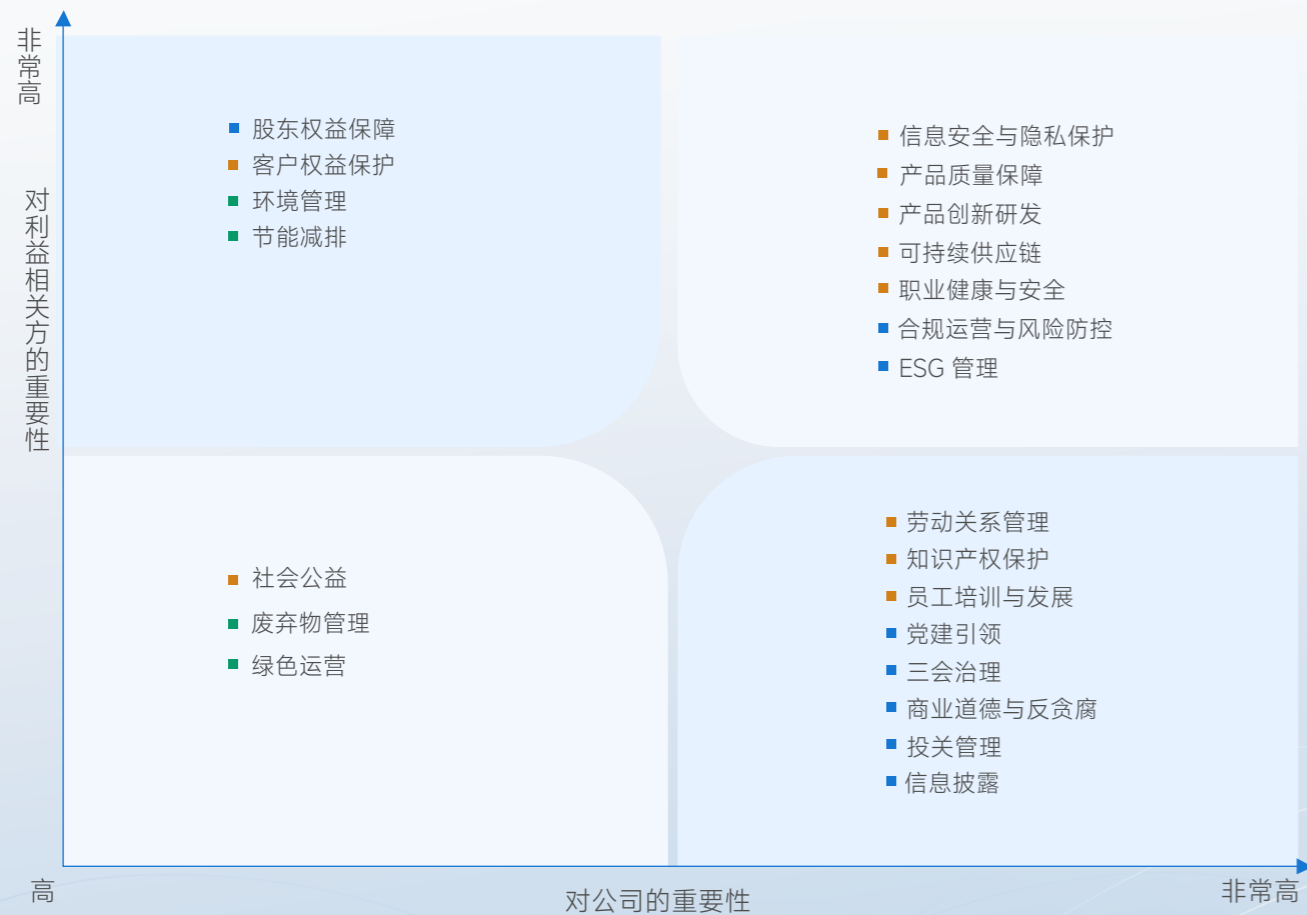 非常高
对利益相关方的重要性
股东权益保障
客户权益保护
环境管理
节能减排
信息安全与隐私保护
产品质量保障
产品创新研发
可持续供应链
职业健康与安全
合规运营与风险防控
ESG 管理
社会公益
废弃物管理
绿色运营
劳动关系管理
知识产权保护
员工培训与发展
党建引领
三会治理
商业道德与反贪腐
投关管理
信息披露
高
对公司的重要性
非常高